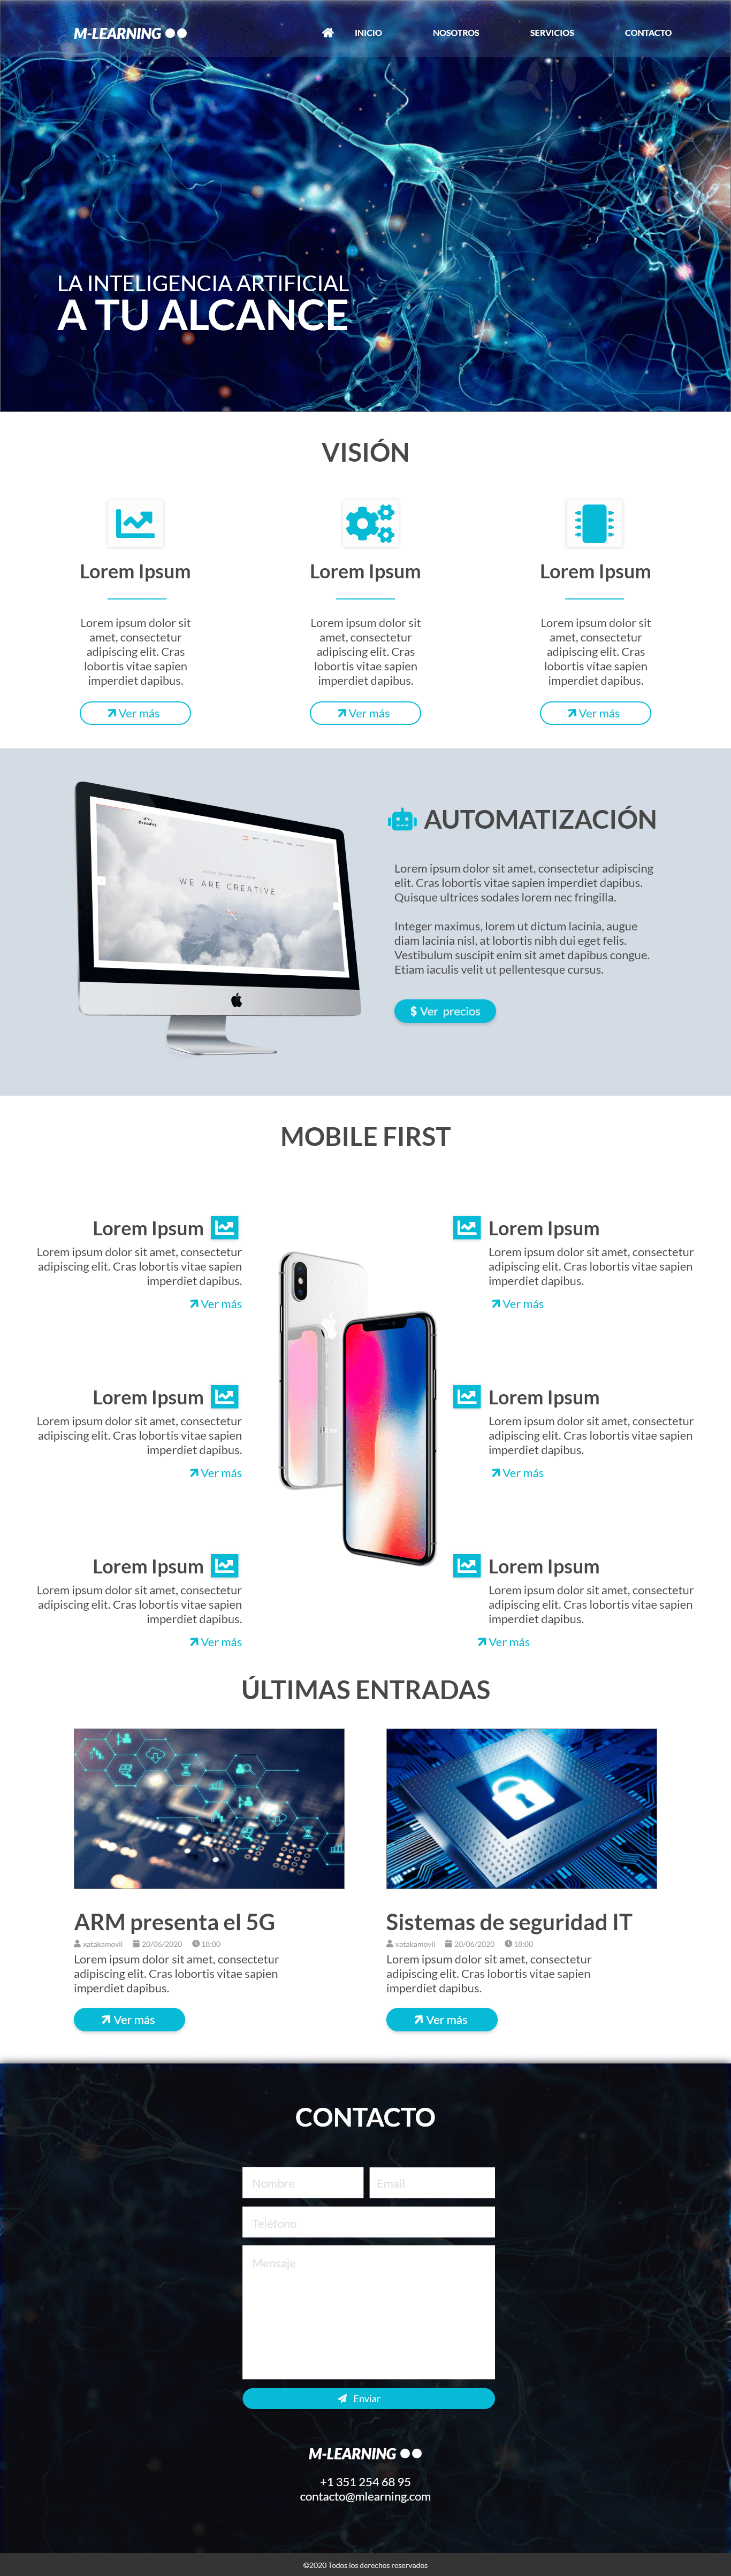 M-LEARNING
INICIO
NOSOTROS
SERVICIOS
CONTACTO
LA INTELIGENCIA ARTIFICIAL
A TU ALCANCE
VISIÓN
Lorem Ipsum
Lorem ipsum dolor sit
amet, consectetur
adipiscing elit. Cras
lobortis vitae sapien
imperdiet dapibus.
Ver más
Lorem Ipsum
Lorem ipsum dolor sit
amet, consectetur
adipiscing elit. Cras
lobortis vitae sapien
imperdiet dapibus.
Ver más
Lorem Ipsum
Lorem ipsum dolor sit
amet, consectetur
adipiscing elit. Cras
lobortis vitae sapien
imperdiet dapibus.
Ver más
WE ARE CREATIVE
AUTOMATIZACIÓN
Lorem ipsum dolor sit amet, consectetur adipiscing
elit. Cras lobortis vitae sapien imperdiet dapibus.
Quisque ultrices sodales lorem nec fringilla.
Integer maximus, lorem ut dictum lacinia, augue
diam lacinia nisl, at lobortis nibh dui eget felis.
Vestibulum suscipit enim sit amet dapibus congue.
Etiam iaculis velit ut pellentesque cursus.
$ Ver precios
MOBILE FIRST
Lorem Ipsum
Lorem ipsum dolor sit amet, consectetur
adipiscing elit. Cras lobortis vitae sapien
imperdiet dapibus.
Ver más
Lorem Ipsum
Lorem ipsum dolor sit amet, consectetur
adipiscing elit. Cras lobortis vitae sapien
imperdiet dapibus.
Ver más
Lorem Ipsum
Lorem ipsum dolor sit amet, consectetur
adipiscing elit. Cras lobortis vitae sapien
imperdiet dapibus.
Ver más
Lorem Ipsum
Lorem ipsum dolor sit amet, consectetur
adipiscing elit. Cras lobortis vitae sapien
imperdiet dapibus.
Ver más
Lorem Ipsum
Lorem ipsum dolor sit amet, consectetur
adipiscing elit. Cras lobortis vitae sapien
imperdiet dapibus.
Ver más
Lorem Ipsum
Lorem ipsum dolor sit amet, consectetur
adipiscing elit. Cras lobortis vitae sapien
imperdiet dapibus.
Ver más
ÚLTIMAS ENTRADAS
ARM presenta el 5G
xatakamovil 20/06/2020 18:00
Lorem ipsum dolor sit amet, consectetur
adipiscing elit. Cras lobortis vitae sapien
imperdiet dapibus.
Ver más
Sistemas de seguridad IT
xatakamovil 20/06/2020 18:00
Lorem ipsum dolor sit amet, consectetur
adipiscing elit. Cras lobortis vitae sapien
imperdiet dapibus.
Ver más
CONTACTO
Nombre
Email
Teléfono
Mensaje
Enviar
M-LEARNING
+1 351 254 68 95
contacto@mlearning.com
©2020 Todos los derechos reservados